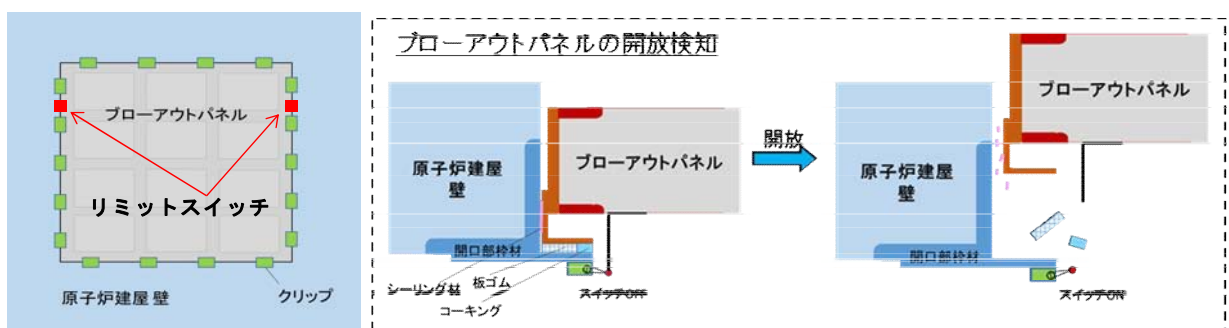 ブローアウトパネル
リミットスイッチ
原子炉建屋 壁
クリップ
ブローアウトパネルの開放検知
原子炉建屋
壁
ブローアウトパネル
開口部枠材
シーリング材
板ゴム
コーキング
スイッチOFF
開放
ブローアウトパネル
原子炉建屋
壁
開口部枠材
スイッチON